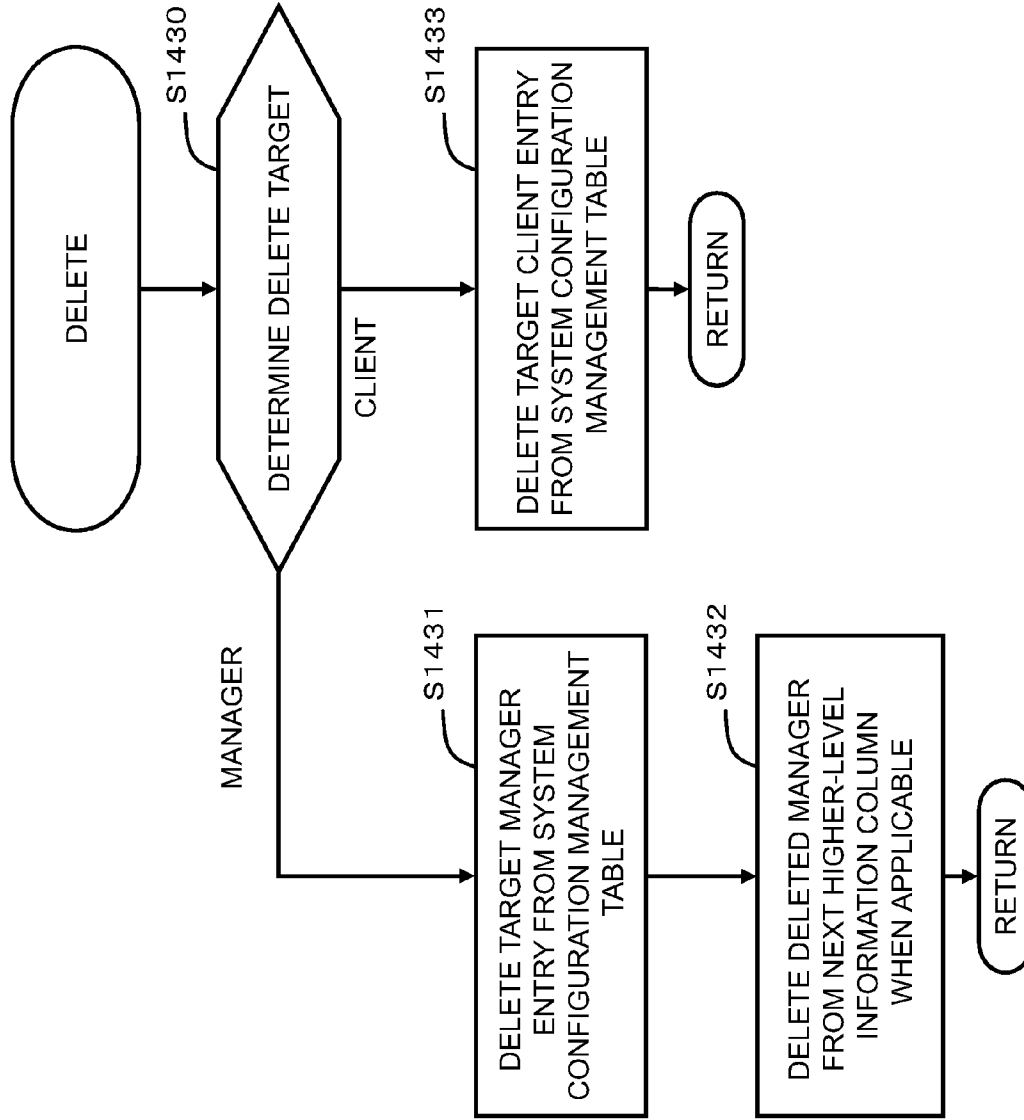 DELETE
S1430
DETERMINE DELETE TARGET
MANAGER
CLIENT
S1431
DELETE TARGET MANAGER
ENTRY FROM SYSTEM
CONFIGURATION MANAGEMENT
TABLE
S1432
DELETE DELETED MANAGER
FROM NEXT HIGHER-LEVEL
INFORMATION COLUMN
WHEN APPLICABLE
RETURN
S1433
DELETE TARGET CLIENT ENTRY
FROM SYSTEM CONFIGURATION
MANAGEMENT TABLE
RETURN